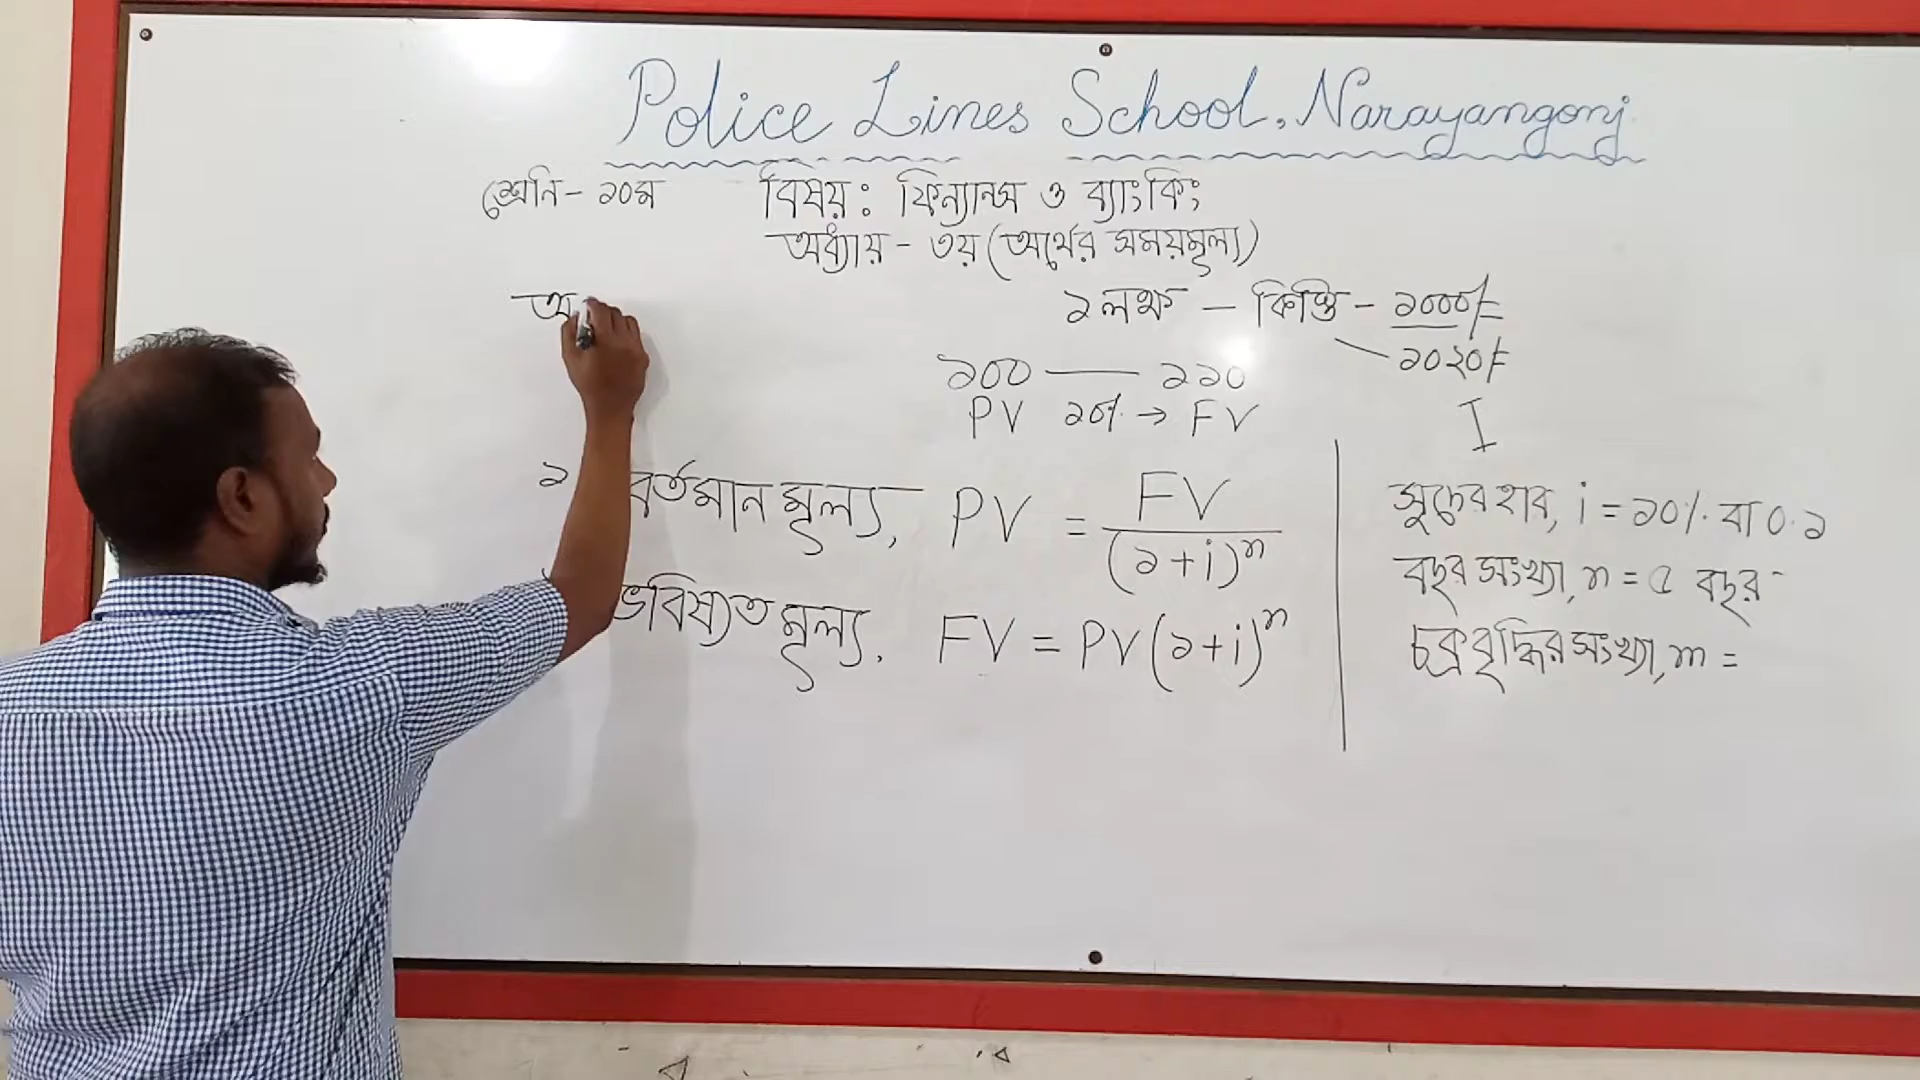 Police Lines School, Narayangonj
শ্রেনি - ১০ম বিষয়ঃ ফিন্যান্স ও ব্যাংকিং
অধ্যায় - ৩য় (অর্থের সময়মূল্য)
অ
১ লক্ষ — কিস্তি - ১০০০/=
১০২০/=
১০০ — ১১০
PV ১০% → FV
I
১ বর্তমান মূল্য, PV = FV / (১+i)^n
ভবিষ্যত মূল্য, FV = PV(১+i)^n
সুদের হার, i = ১০% বা ০.১
বছর সংখ্যা, n = ৫ বছর
চক্রবৃদ্ধির সংখ্যা, m =